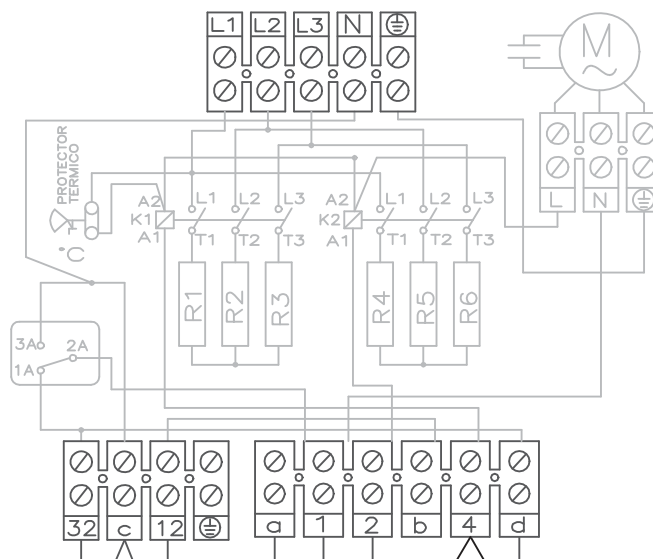 L1 L2 L3 N
M
PROTECTOR
TERMICO
°C
L N
A2 L1 L2 L3 A2 L1 L2 L3
K1 K2
A1 T1 T2 T3 A1 T1 T2 T3
R1 R2 R3 R4 R5 R6
3A 2A
1A
32 c 12 a 1 2 b 4 d